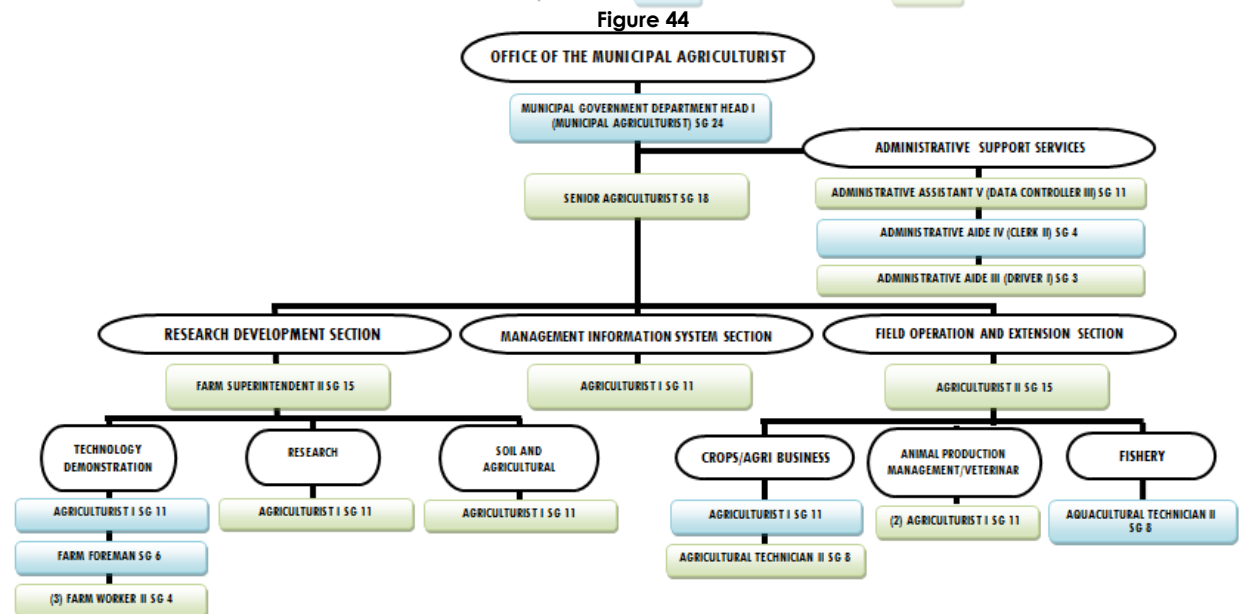 Figure 44
OFFICE OF THE MUNICIPAL AGRICULTURIST
MUNICIPAL GOVERNMENT DEPARTMENT HEAD I
(MUNICIPAL AGRICULTURIST) SG 24
ADMINISTRATIVE SUPPORT SERVICES
SENIOR AGRICULTURIST SG 18
ADMINISTRATIVE ASSISTANT V (DATA CONTROLLER III) SG 11
ADMINISTRATIVE AIDE IV (CLERK II) SG 4
ADMINISTRATIVE AIDE III (DRIVER I) SG 3
RESEARCH DEVELOPMENT SECTION
MANAGEMENT INFORMATION SYSTEM SECTION
FIELD OPERATION AND EXTENSION SECTION
FARM SUPERINTENDENT II SG 15
AGRICULTURIST I SG 11
AGRICULTURIST II SG 15
TECHNOLOGY
DEMONSTRATION
RESEARCH
SOIL AND
AGRICULTURAL
CROPS/AGRI BUSINESS
ANIMAL PRODUCTION
MANAGEMENT/VETERINAR
FISHERY
AGRICULTURIST I SG 11
AGRICULTURIST I SG 11
AGRICULTURIST I SG 11
AGRICULTURIST I SG 11
(2) AGRICULTURIST I SG 11
AQUACULTURAL TECHNICIAN II
SG 8
FARM FOREMAN SG 6
AGRICULTURAL TECHNICIAN II SG 8
(3) FARM WORKER II SG 4